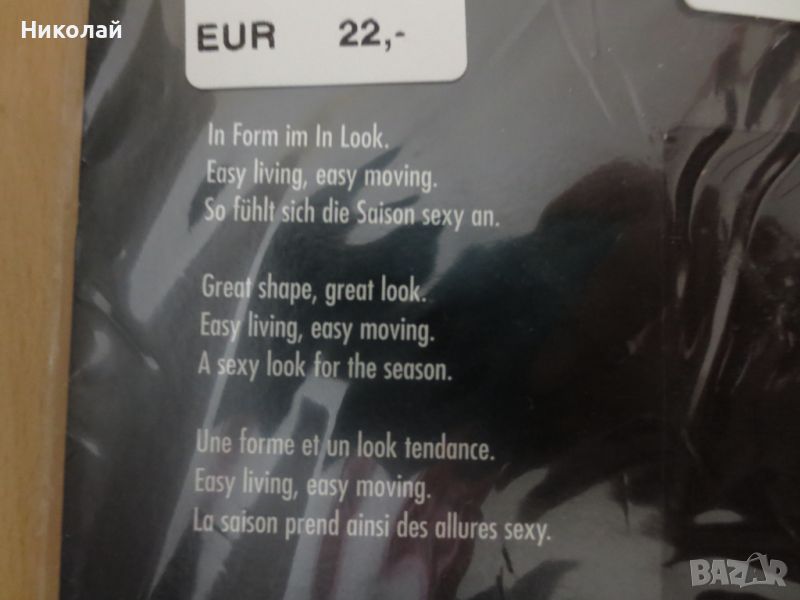 Николай
EUR 22,-
In Form im In Look.
Easy living, easy moving.
So fühlt sich die Saison sexy an.
Great shape, great look.
Easy living, easy moving.
A sexy look for the season.
Une forme et un look tendance.
Easy living, easy moving.
La saison prend ainsi des allures sexy.
BAZAR